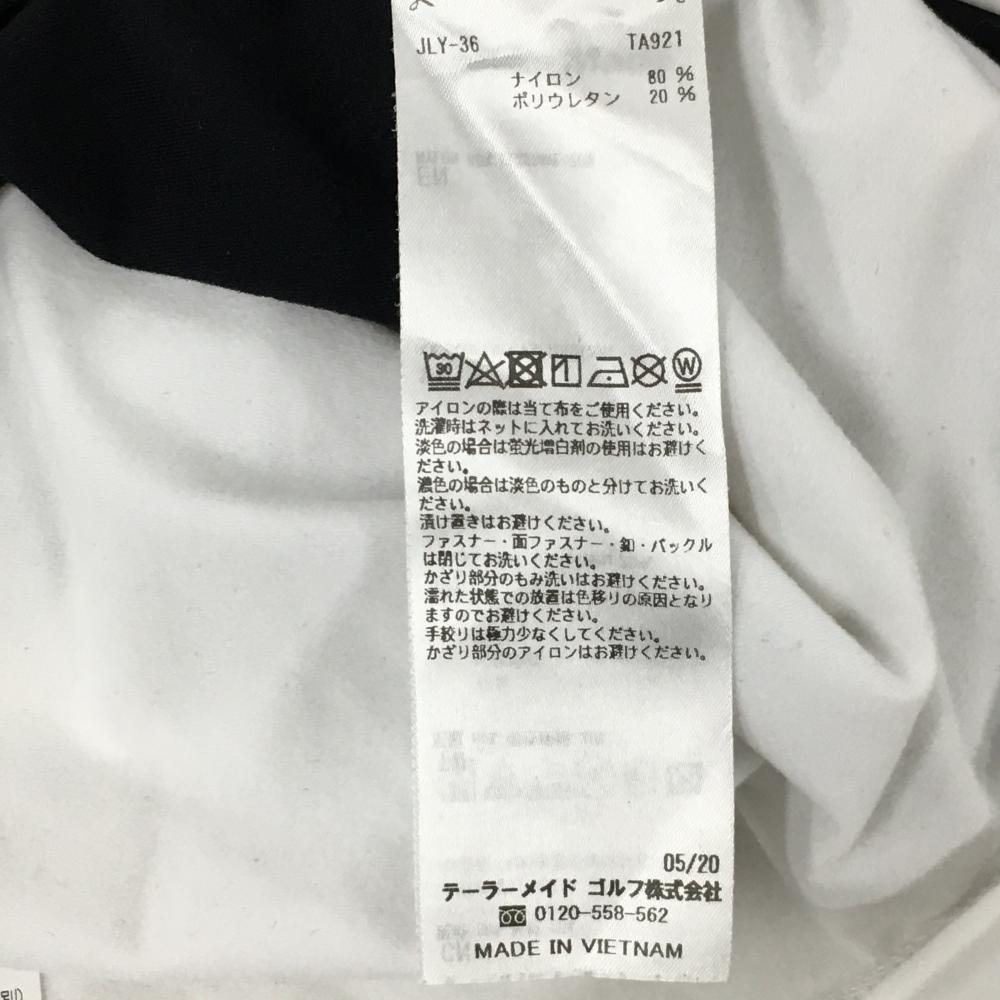 JLY-36 TA921
ナイロン 80 %
ポリウレタン 20 %
30 W
アイロンの際は当て布をご使用ください。
洗濯時はネットに入れてお洗いください。
淡色の場合は蛍光増白剤の使用はお避けく
ださい。
濃色の場合は淡色のものと分けてお洗いく
ださい。
漬け置きはお避けください。
ファスナー・面ファスナー・釦・バックル
は閉じてお洗いください。
かざり部分のもみ洗いはお避けください。
濡れた状態での放置は色移りの原因となり
ますのでお避けください。
手絞りは極力少なくしてください。
かざり部分のアイロンはお避けください。
05/20
テーラーメイド ゴルフ株式会社
0120-558-562
MADE IN VIETNAM